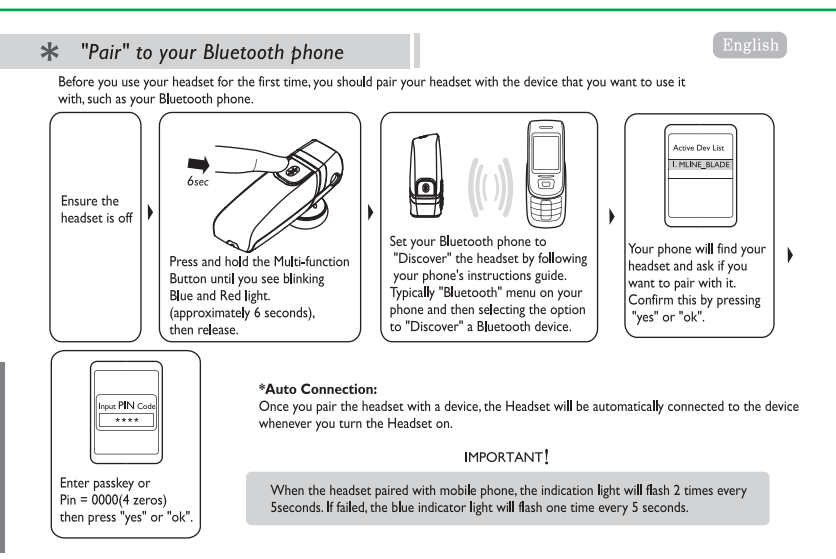 * "Pair" to your Bluetooth phone
English
Before you use your headset for the first time, you should pair your headset with the device that you want to use it
with, such as your Bluetooth phone.
Ensure the
headset is off
6sec
Press and hold the Multi-function
Button until you see blinking
Blue and Red light.
(approximately 6 seconds),
then release.
Set your Bluetooth phone to
"Discover" the headset by following
your phone's instructions guide.
Typically "Bluetooth" menu on your
phone and then selecting the option
to "Discover" a Bluetooth device.
Active Dev List
1. MLINE_BLADE
Your phone will find your
headset and ask if you
want to pair with it.
Confirm this by pressing
"yes" or "ok".
Input PIN Code
****
Enter passkey or
Pin = 0000(4 zeros)
then press "yes" or "ok".
*Auto Connection:
Once you pair the headset with a device, the Headset will be automatically connected to the device
whenever you turn the Headset on.
IMPORTANT!
When the headset paired with mobile phone, the indication light will flash 2 times every
5seconds. If failed, the blue indicator light will flash one time every 5 seconds.